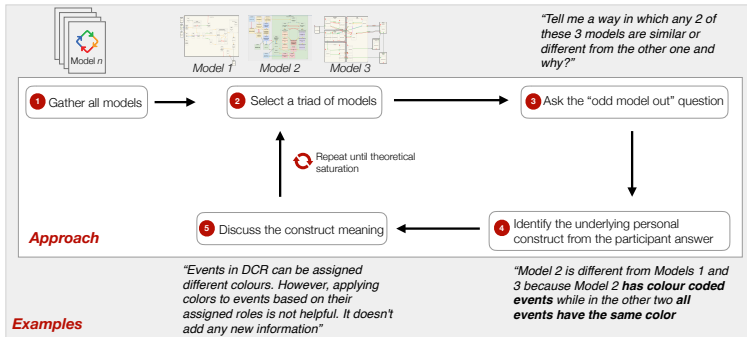 Model n
Model 1
Model 2
Model 3
“Tell me a way in which any 2 of
these 3 models are similar or
different from the other one and
why?”
1 Gather all models
2 Select a triad of models
3 Ask the “odd model out” question
Repeat until theoretical
saturation
5 Discuss the construct meaning
4 Identify the underlying personal
construct from the participant answer
Approach
“Events in DCR can be assigned
different colours. However, applying
colors to events based on their
assigned roles is not helpful. It doesn't
add any new information”
“Model 2 is different from Models 1 and
3 because Model 2 has colour coded
events while in the other two all
events have the same color
Examples